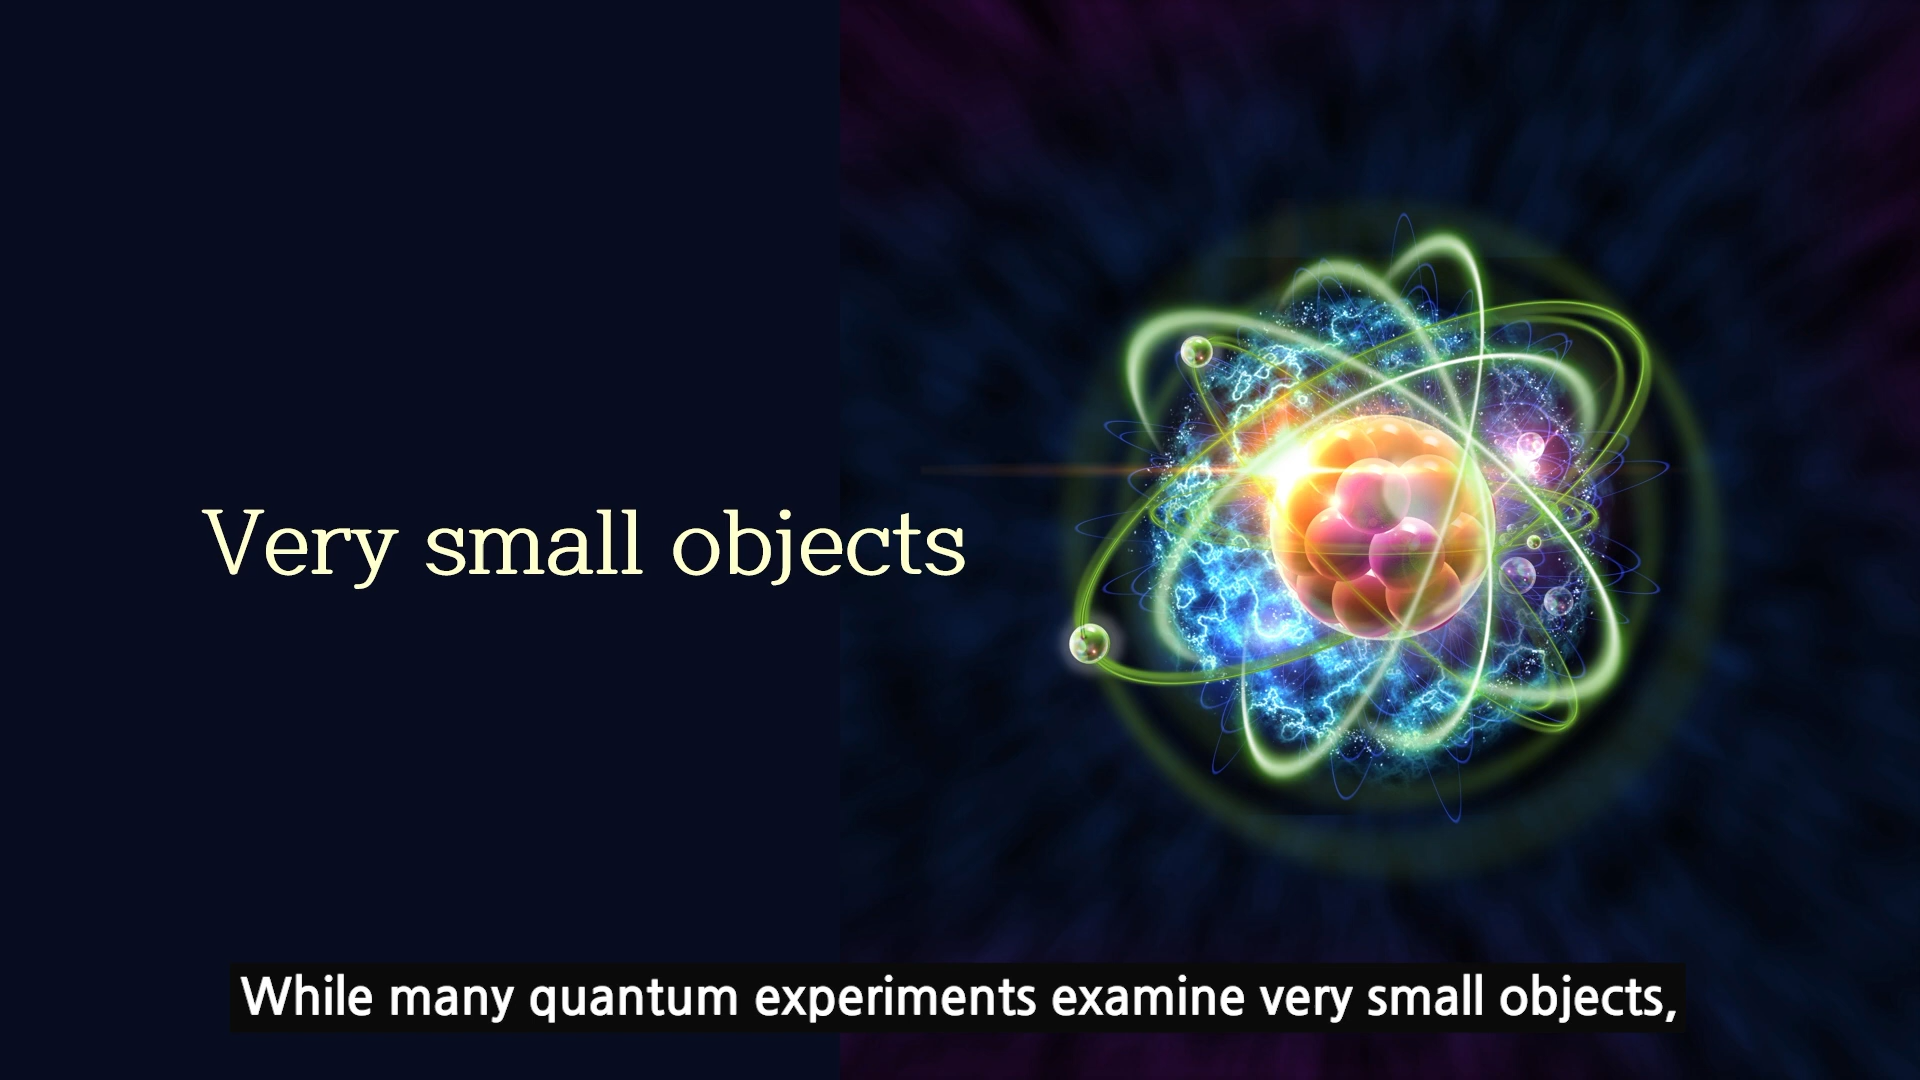 Very small objects
While many quantum experiments examine very small objects,